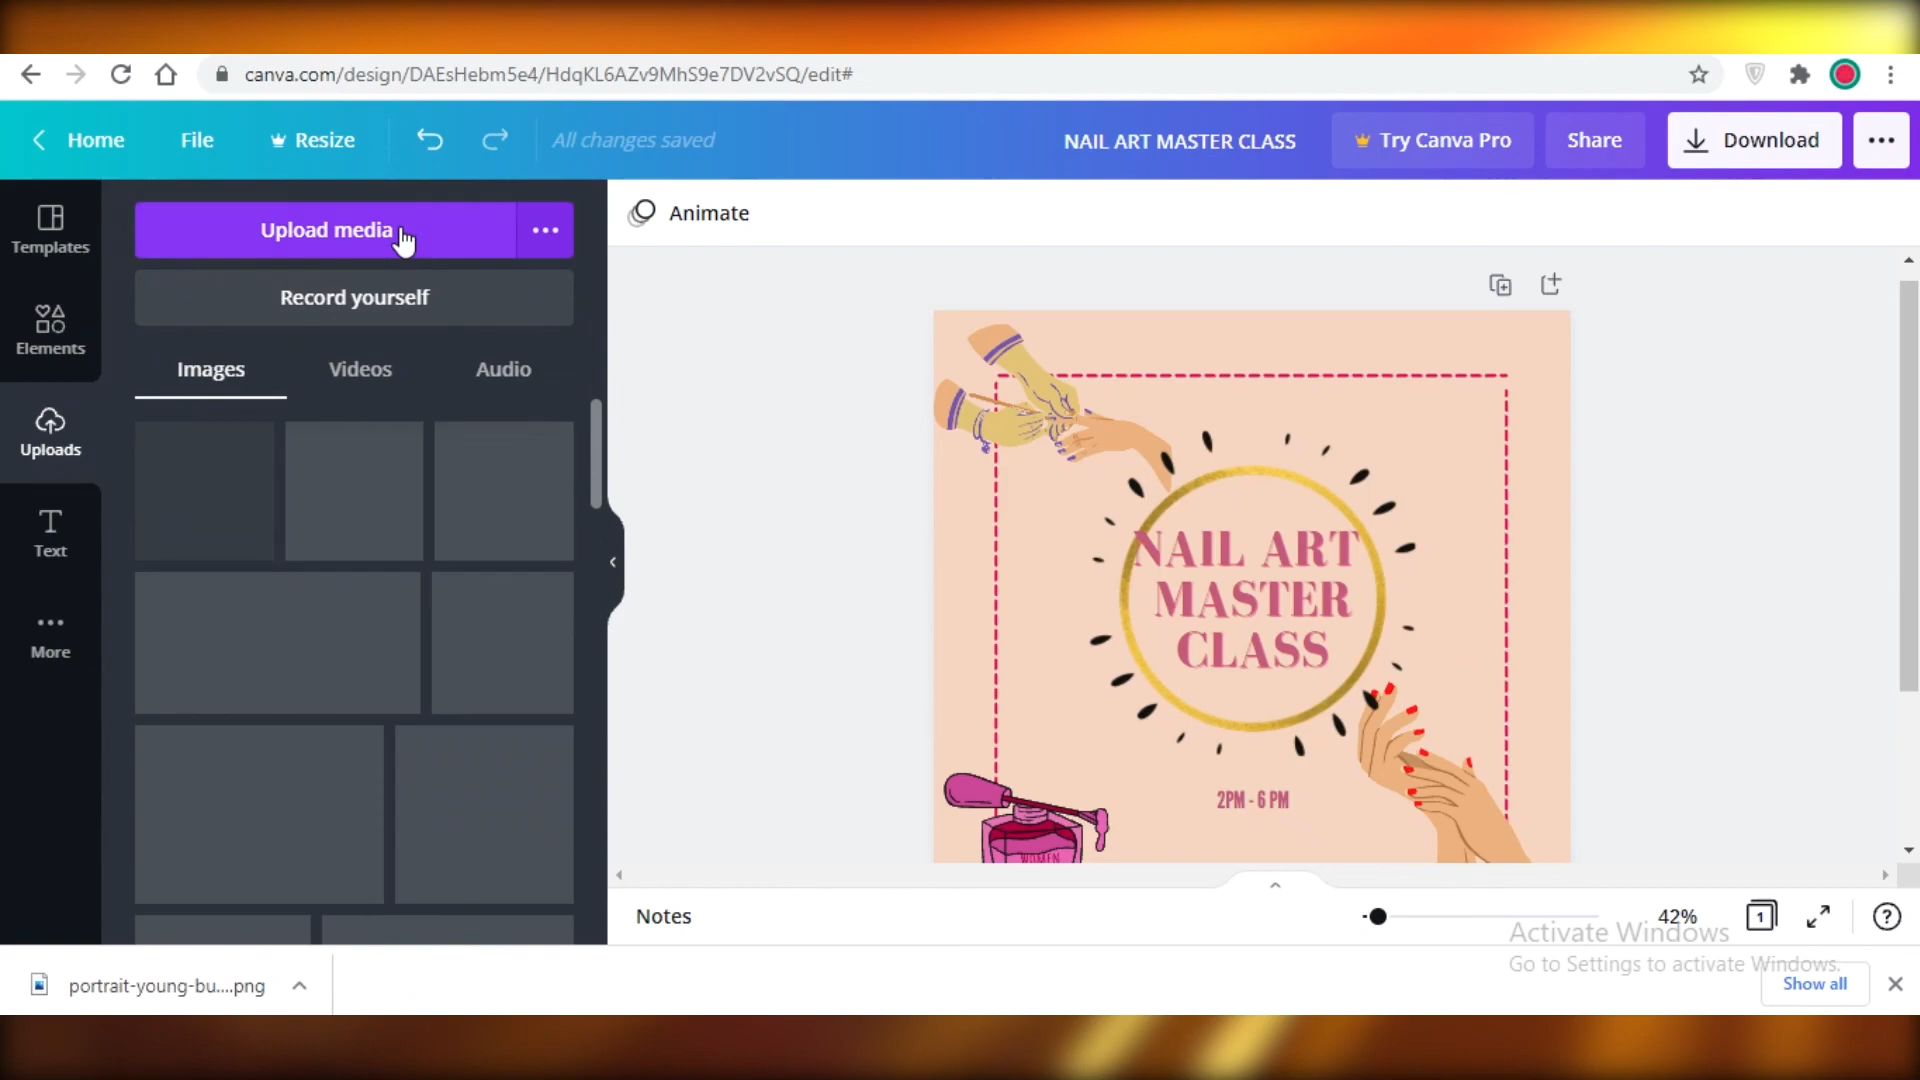 canva.com/design/DAEsHebm5e4/HdqKL6AZv9MhS9e7DV2vSQ/edit#
Home
File
Resize
All changes saved
NAIL ART MASTER CLASS
Try Canva Pro
Share
Download
Templates
Elements
Uploads
Text
More
Upload media
Record yourself
Images
Videos
Audio
Animate
NAIL ART
MASTER
CLASS
2PM - 6 PM
WOMEN
Notes
42%
1
Activate Windows
Go to Settings to activate Windows.
portrait-young-bu....png
Show all